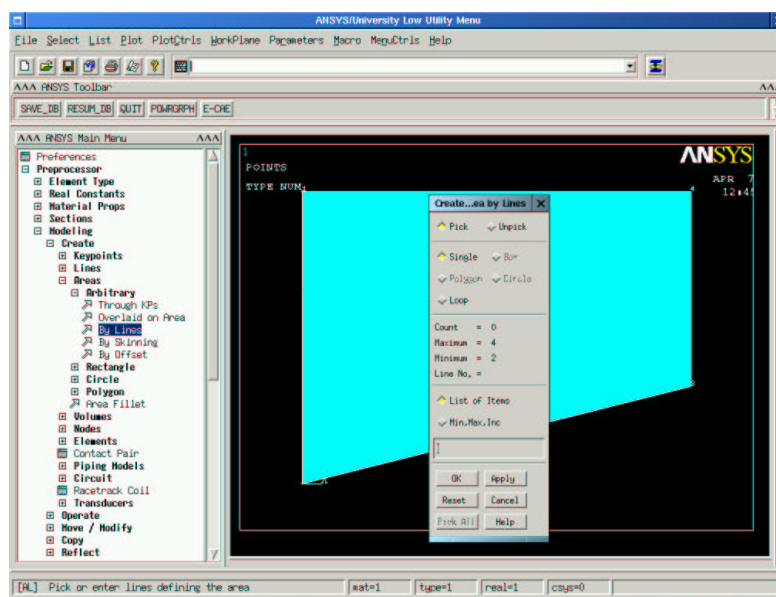 ANSYS/University Low Utility Menu
File Select List Plot PlotCtrls WorkPlane Parameters Macro MenuCtrls Help
ANSYS Toolbar
SAVE_DB RESUM_DB QUIT POWRGRPH E-CAE
ANSYS Main Menu
Preferences
Preprocessor
Element Type
Real Constants
Material Props
Sections
Modeling
Create
Keypoints
Lines
Areas
Arbitrary
Through KPs
Overlaid on Area
By Lines
By Skinning
By Offset
Rectangle
Circle
Polygon
Area Fillet
Volumes
Nodes
Elements
Contact Pair
Piping Models
Circuit
Racetrack Coil
Transducers
Operate
Move / Modify
Copy
Reflect
1
POINTS
TYPE NUM
ANSYS
APR 7
12:45
4
Create...ea by Lines
Pick Unpick
Single Box
Polygon Circle
Loop
Count = 0
Maximum = 4
Minimum = 2
Line No. =
List of Items
Min,Max,Inc
OK Apply
Reset Cancel
Pick All Help
[AL] Pick or enter lines defining the area
mat=1 type=1 real=1 csys=0